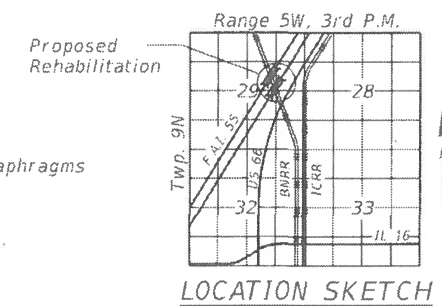 Range 5W, 3rd P.M.
Proposed
Rehabilitation
29
28
F.A.I. 55
Twp. 9N
aphragms
US 66
BNRR
ICRR
32
33
IL 16
LOCATION SKETCH